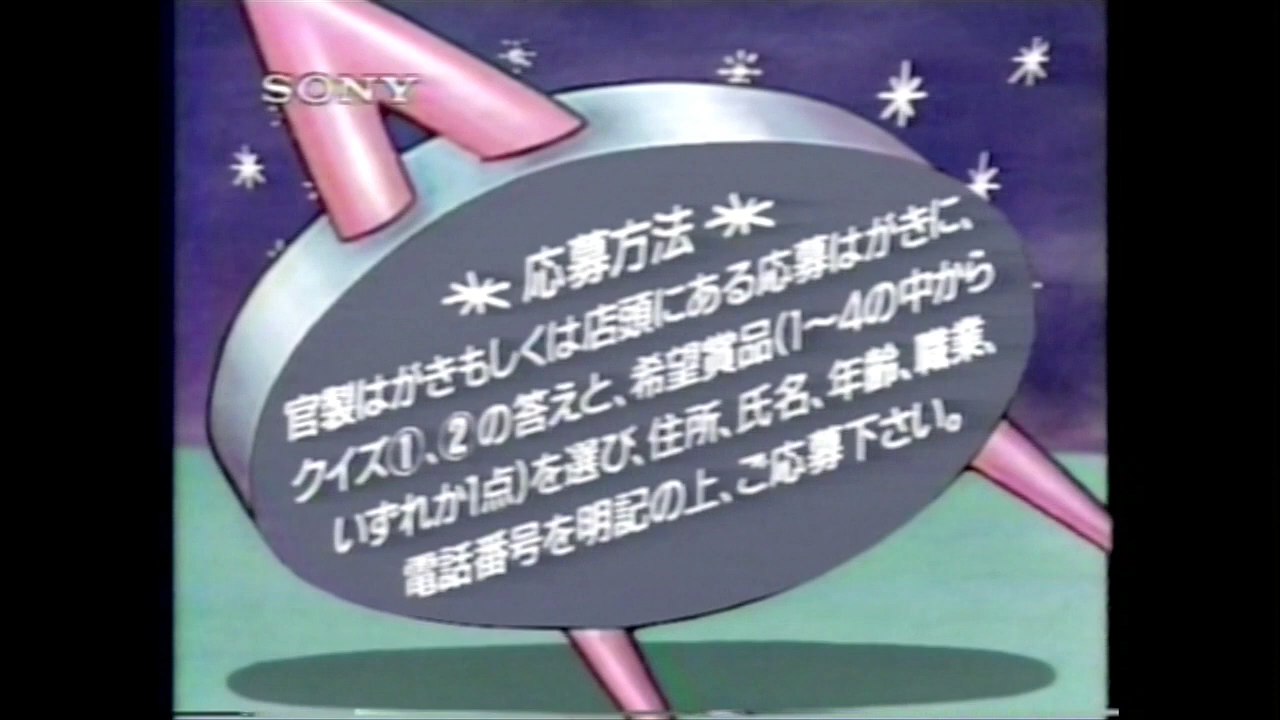 SONY
＊ 応募方法 ＊
官製はがきもしくは店頭にある応募はがきに、
クイズ①、②の答えと、希望賞品(1〜4の中から
いずれか1点)を選び、住所、氏名、年齢、職業、
電話番号を明記の上、ご応募下さい。